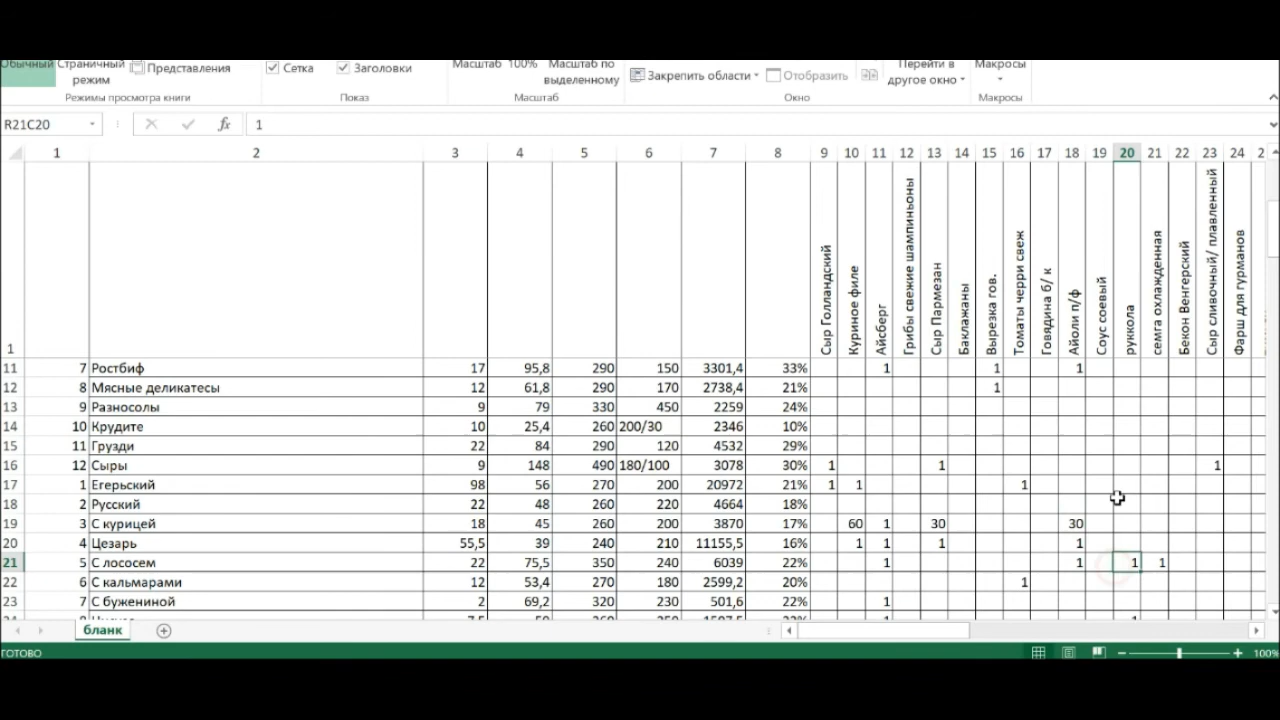 Обычный Страничный режим Представления Сетка Заголовки Масштаб 100% Масштаб по выделенному Закрепить области Отобразить Перейти в другое окно Макросы
Режимы просмотра книги Показ Масштаб Окно Макросы
R21C20 fx 1
1 2 3 4 5 6 7 8 9 10 11 12 13 14 15 16 17 18 19 20 21 22 23 24 2
1 Сыр Голландский Куриное филе Айсберг Грибы свежие шампиньоны Сыр Пармезан Баклажаны Вырезка гов. Томаты черри свеж Говядина б/ к Айоли п/ф Соус соевый руккола семга охлажденная Бекон Венгерский Сыр сливочный/ плавленный Фарш для гурманов
11 7 Ростбиф 17 95,8 290 150 3301,4 33% 1 1 1
12 8 Мясные деликатесы 12 61,8 290 170 2738,4 21% 1
13 9 Разносолы 9 79 330 450 2259 24%
14 10 Крудите 10 25,4 260 200/30 2346 10%
15 11 Грузди 22 84 290 120 4532 29%
16 12 Сыры 9 148 490 180/100 3078 30% 1 1 1
17 1 Егерьский 98 56 270 200 20972 21% 1 1 1
18 2 Русский 22 48 260 220 4664 18%
19 3 С курицей 18 45 260 200 3870 17% 60 1 30 30
20 4 Цезарь 55,5 39 240 210 11155,5 16% 1 1 1 1
21 5 С лососем 22 75,5 350 240 6039 22% 1 1 1 1
22 6 С кальмарами 12 53,4 270 180 2599,2 20% 1
23 7 С бужениной 2 69,2 320 230 501,6 22% 1
бланк
ГОТОВО 100%